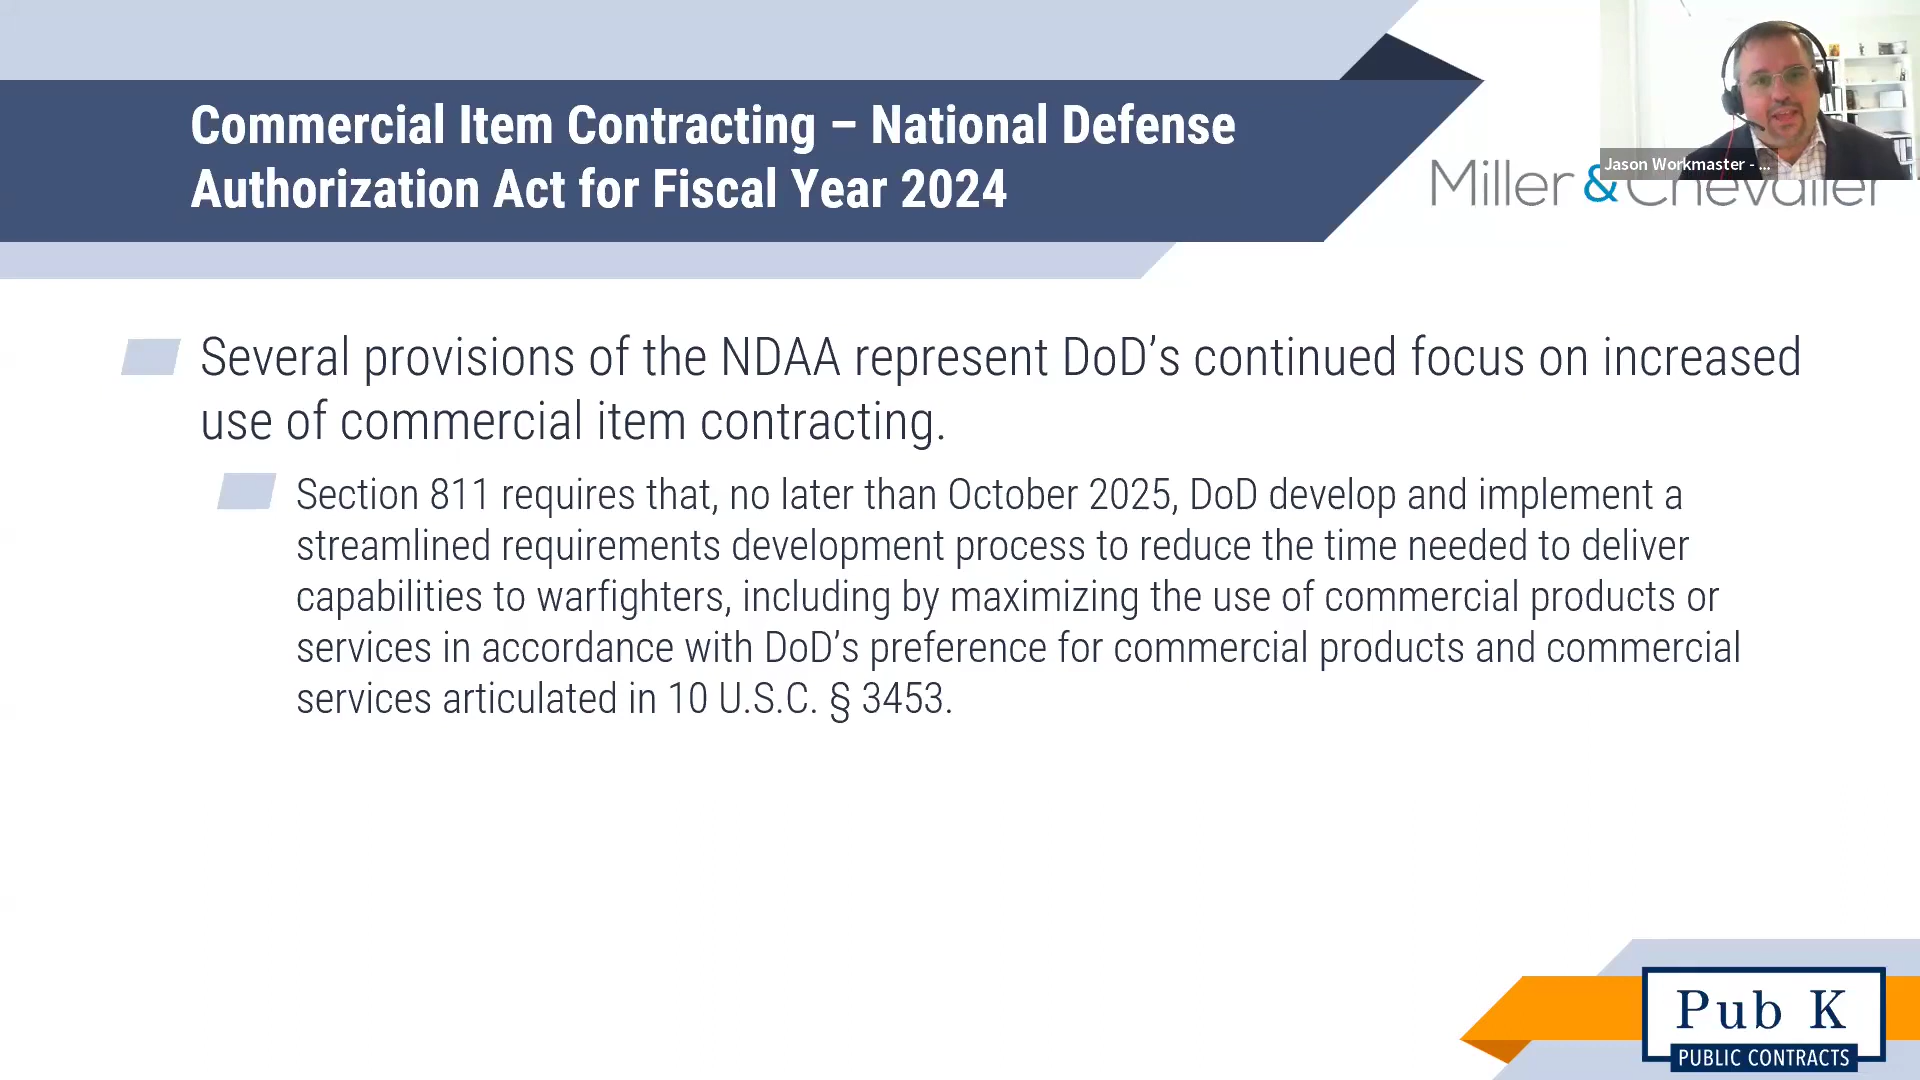 Commercial Item Contracting – National Defense
Authorization Act for Fiscal Year 2024
Jason Workmaster - ...
Miller & Chevalier
Several provisions of the NDAA represent DoD’s continued focus on increased
use of commercial item contracting.
Section 811 requires that, no later than October 2025, DoD develop and implement a
streamlined requirements development process to reduce the time needed to deliver
capabilities to warfighters, including by maximizing the use of commercial products or
services in accordance with DoD’s preference for commercial products and commercial
services articulated in 10 U.S.C. § 3453.
Pub K
PUBLIC CONTRACTS